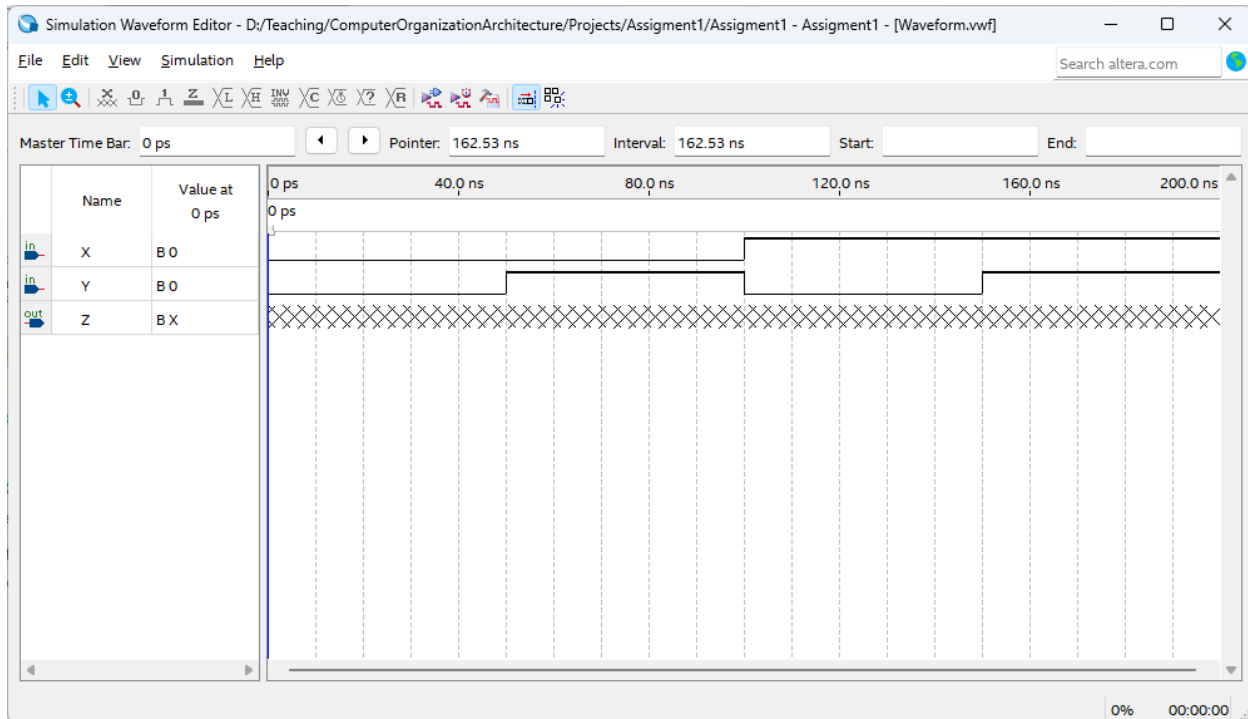 Simulation Waveform Editor - D:/Teaching/ComputerOrganizationArchitecture/Projects/Assigment1/Assigment1 - Assigment1 - [Waveform.vwf]
File Edit View Simulation Help
Search altera.com
Master Time Bar: 0 ps Pointer: 162.53 ns Interval: 162.53 ns Start: End:
Name Value at 0 ps
0 ps 40.0 ns 80.0 ns 120.0 ns 160.0 ns 200.0 ns
0 ps
in X B 0
in Y B 0
out Z B X
0% 00:00:00